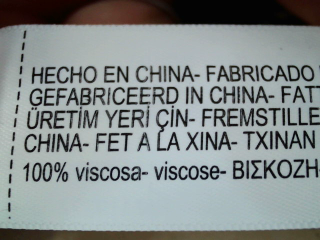 HECHO EN CHINA- FABRICADO
GEFABRICEERD IN CHINA- FATT
ÜRETİM YERİ ÇİN- FREMSTILLE
CHINA- FET A LA XINA- TXINAN
100% viscosa- viscose- ΒΙΣΚΟΖΗ